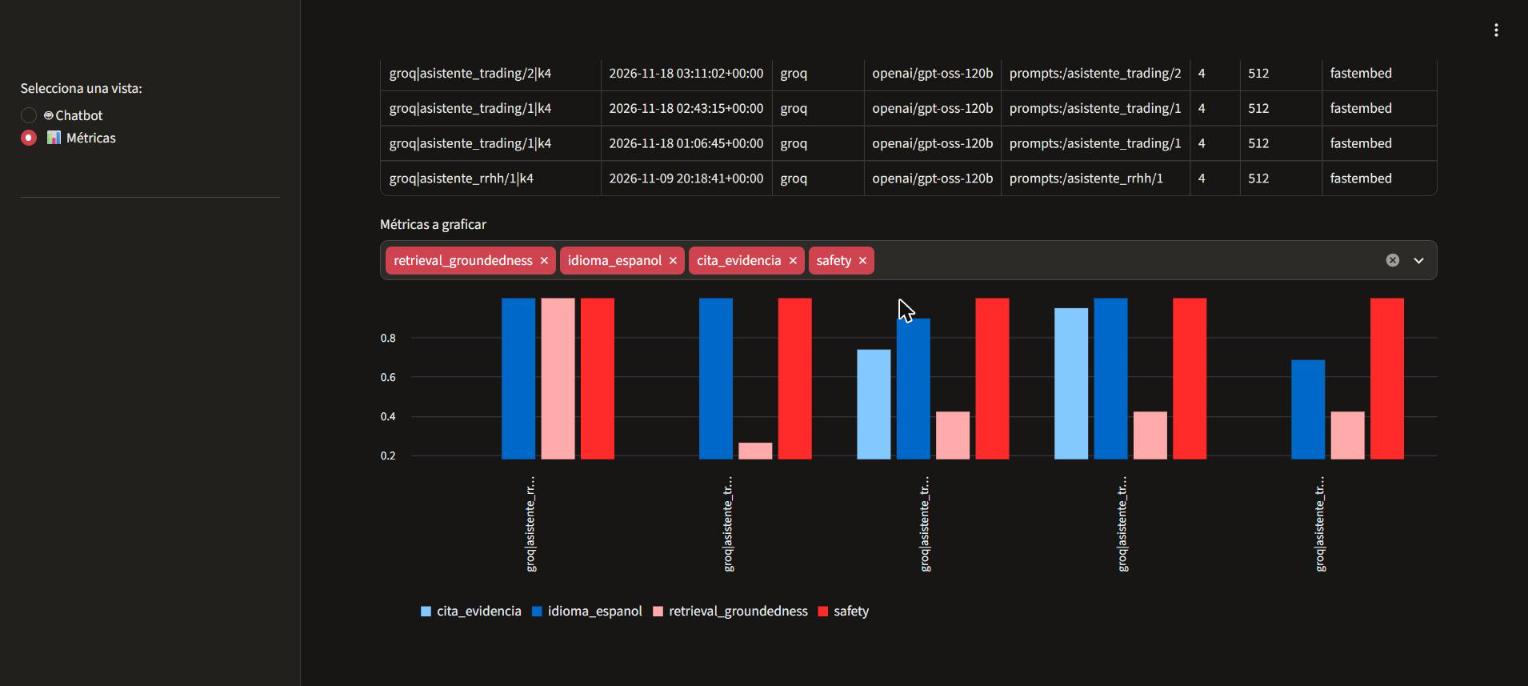 Selecciona una vista:
Chatbot
Métricas
groq|asistente_trading/2|k4 2026-11-18 03:11:02+00:00 groq openai/gpt-oss-120b prompts:/asistente_trading/2 4 512 fastembed
groq|asistente_trading/1|k4 2026-11-18 02:43:15+00:00 groq openai/gpt-oss-120b prompts:/asistente_trading/1 4 512 fastembed
groq|asistente_trading/1|k4 2026-11-18 01:06:45+00:00 groq openai/gpt-oss-120b prompts:/asistente_trading/1 4 512 fastembed
groq|asistente_rrhh/1|k4 2026-11-09 20:18:41+00:00 groq openai/gpt-oss-120b prompts:/asistente_rrhh/1 4 512 fastembed
Métricas a graficar
retrieval_groundedness × idioma_espanol × cita_evidencia × safety ×
0.8
0.6
0.4
0.2
groq|asistente_rr...
groq|asistente_tr...
groq|asistente_tr...
groq|asistente_tr...
groq|asistente_tr...
cita_evidencia idioma_espanol retrieval_groundedness safety